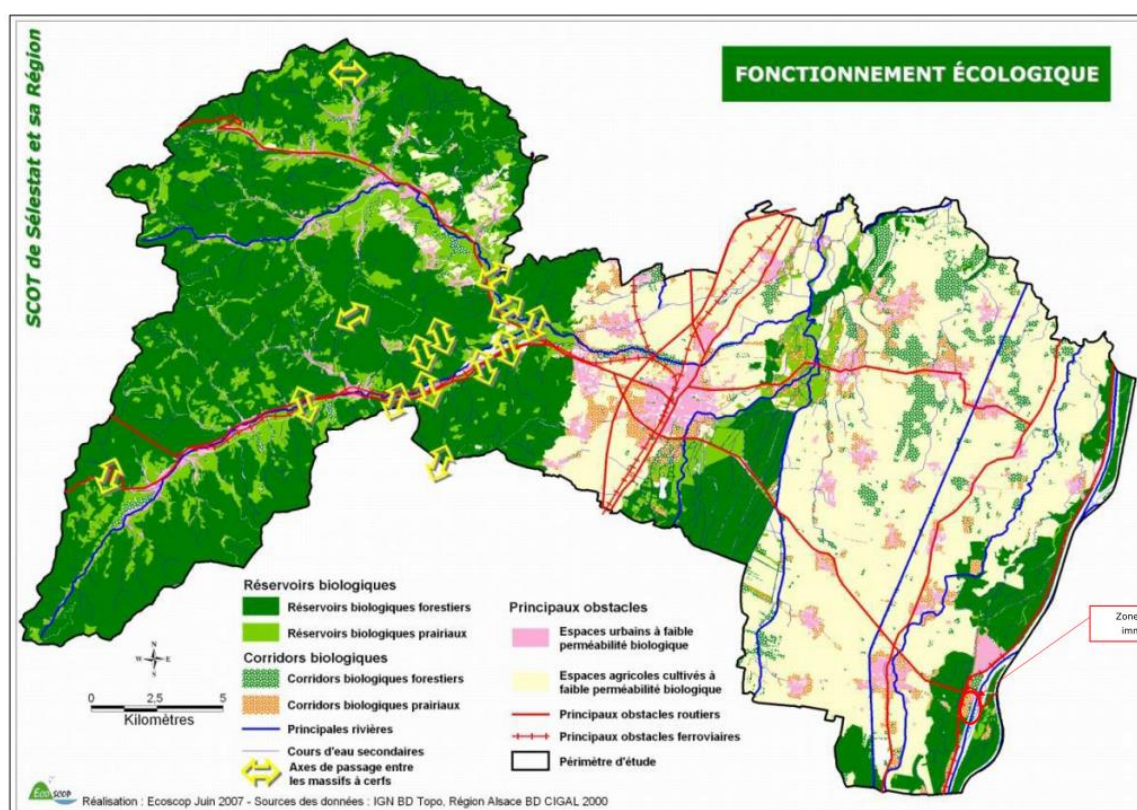 SCOT de Sélestat et sa Région
FONCTIONNEMENT ÉCOLOGIQUE
Zone
imm
Réservoirs biologiques
Réservoirs biologiques forestiers
Réservoirs biologiques prairiaux
Corridors biologiques
Corridors biologiques forestiers
Corridors biologiques prairiaux
Principales rivières
Cours d'eau secondaires
Axes de passage entre
les massifs à cerfs
Principaux obstacles
Espaces urbains à faible
perméabilité biologique
Espaces agricoles cultivés à
faible perméabilité biologique
Principaux obstacles routiers
Principaux obstacles ferroviaires
Périmètre d'étude
N
W E
S
0 2,5 5
Kilomètres
Ecoscop
Réalisation : Ecoscop Juin 2007 - Sources des données : IGN BD Topo, Région Alsace BD CIGAL 2000